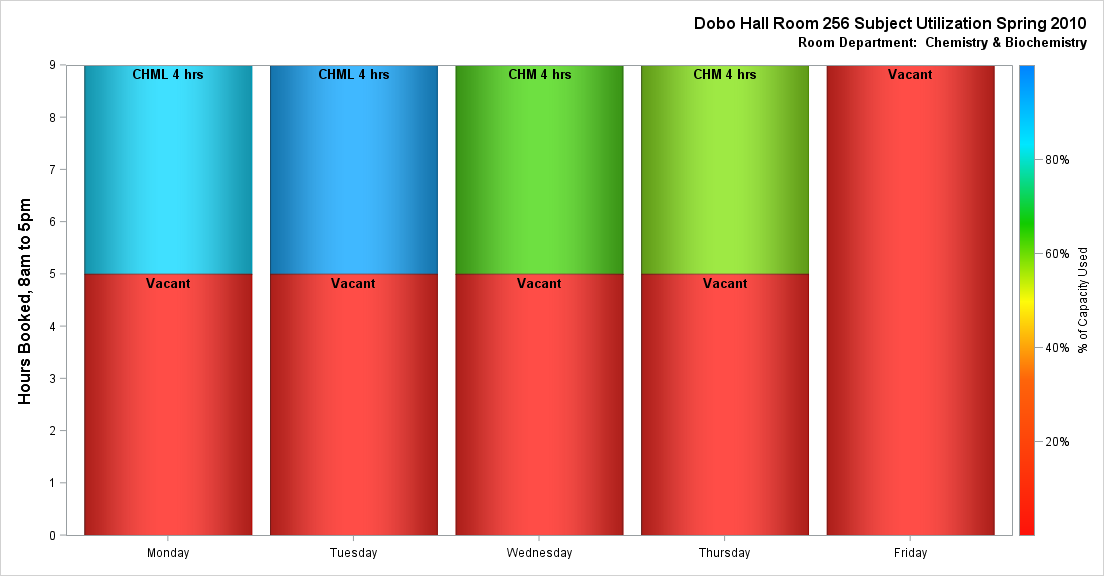 Dobo Hall Room 256 Subject Utilization Spring 2010
Room Department:  Chemistry & Biochemistry
Hours Booked, 8am to 5pm
9
8
7
6
5
4
3
2
1
0
CHML 4 hrs
CHML 4 hrs
CHM 4 hrs
CHM 4 hrs
Vacant
Vacant
Vacant
Vacant
Vacant
Monday
Tuesday
Wednesday
Thursday
Friday
80%
60%
40%
20%
% of Capacity Used